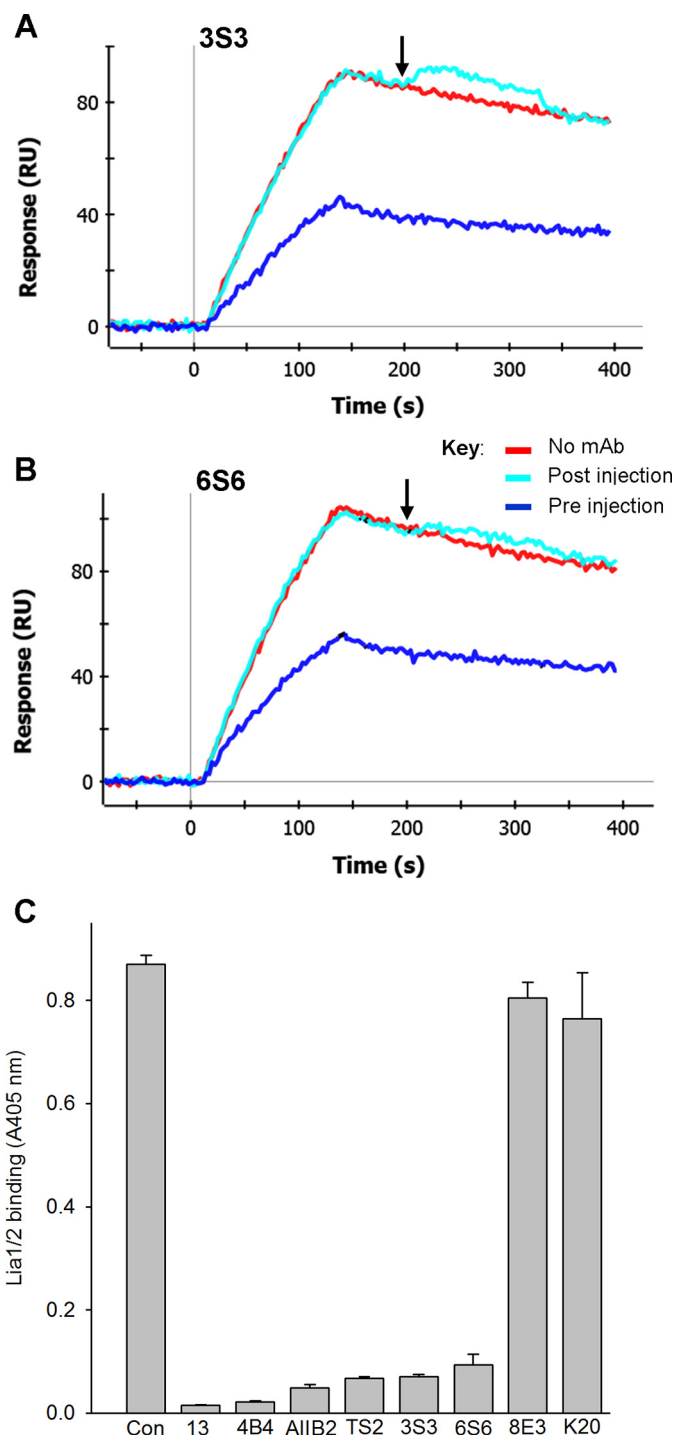 A
3S3
80
40
0
Response (RU)
0 100 200 300 400
Time (s)
Key: No mAb
Post injection
Pre injection
B
6S6
80
40
0
Response (RU)
0 100 200 300 400
Time (s)
C
0.8
0.6
0.4
0.2
0.0
Lia1/2 binding (A405 nm)
Con 13 4B4 AIIB2 TS2 3S3 6S6 8E3 K20